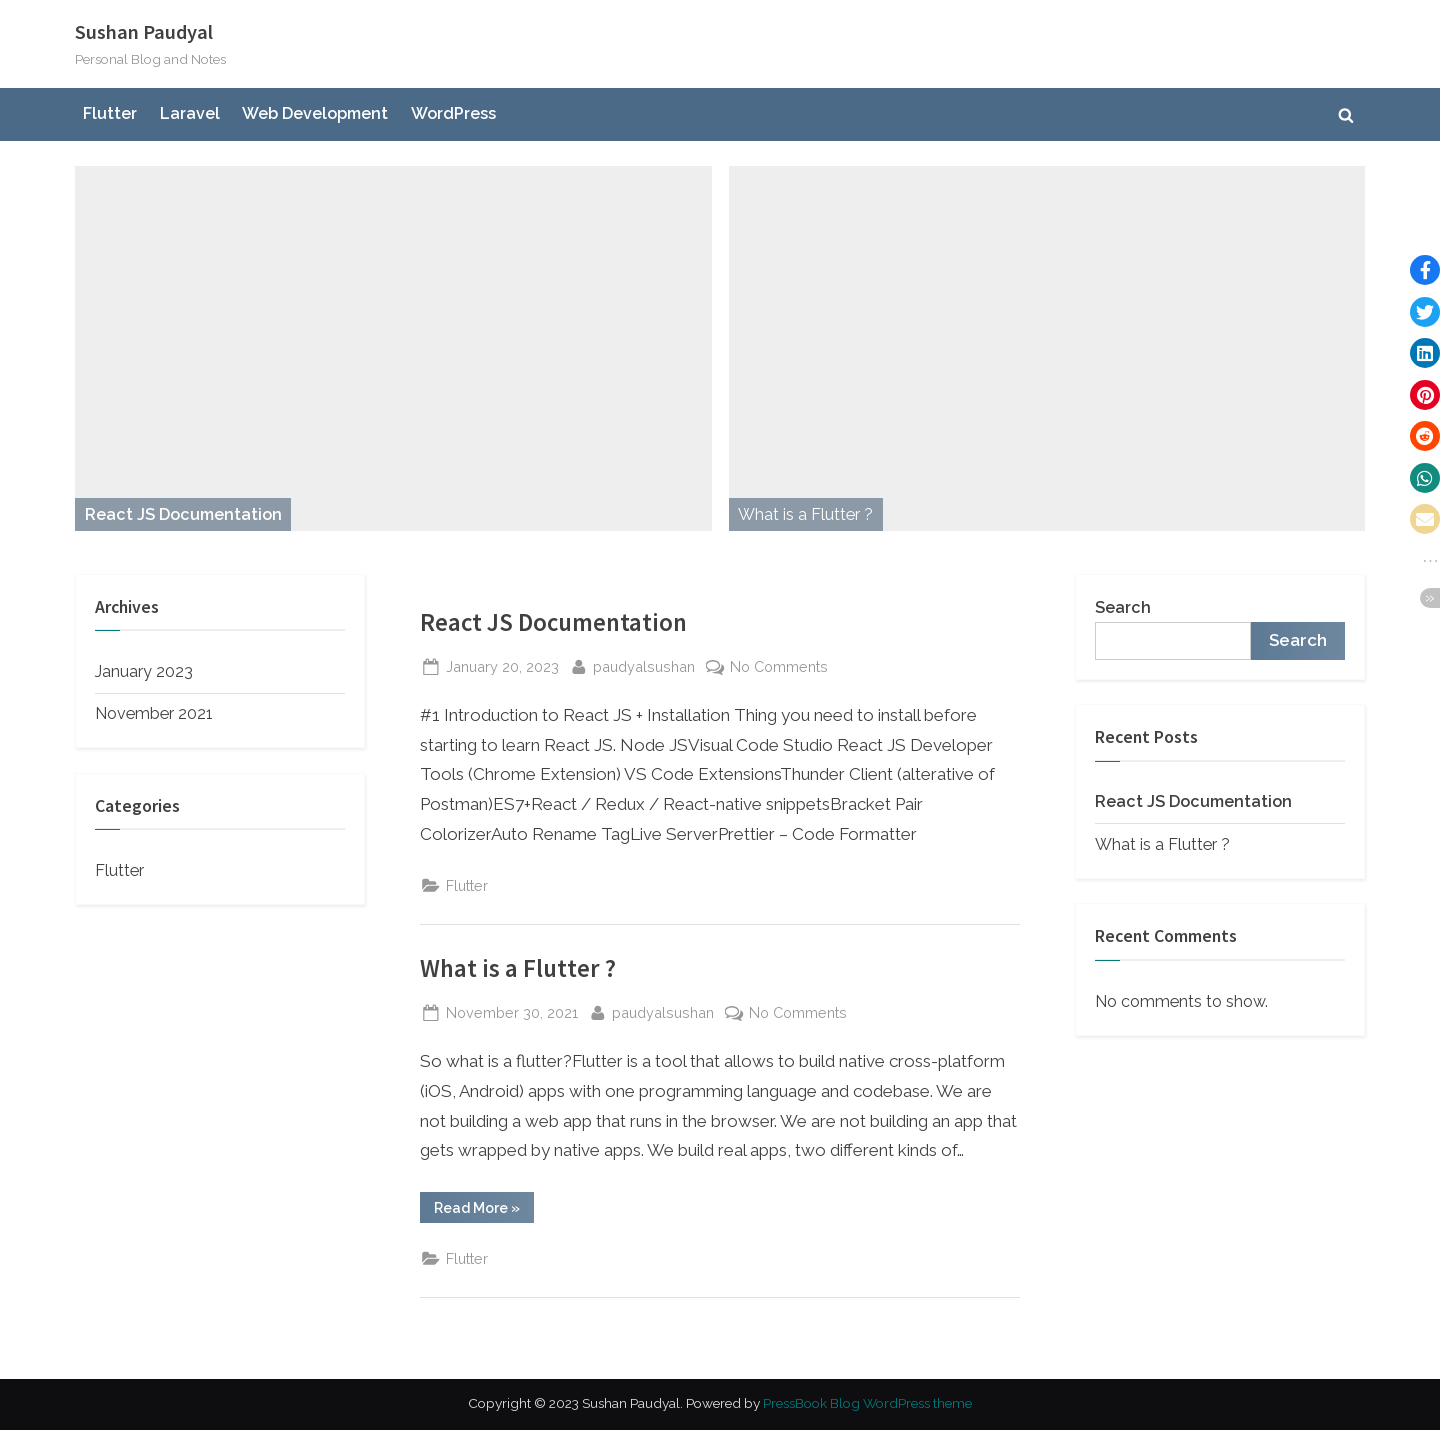 Sushan Paudyal
Personal Blog and Notes
Flutter Laravel Web Development WordPress
React JS Documentation
What is a Flutter ?
Archives
January 2023
November 2021
Categories
Flutter
React JS Documentation
January 20, 2023 paudyalsushan No Comments
#1 Introduction to React JS + Installation Thing you need to install before
starting to learn React JS. Node JSVisual Code Studio React JS Developer
Tools (Chrome Extension) VS Code ExtensionsThunder Client (alterative of
Postman)ES7+React / Redux / React-native snippetsBracket Pair
ColorizerAuto Rename TagLive ServerPrettier – Code Formatter
Flutter
What is a Flutter ?
November 30, 2021 paudyalsushan No Comments
So what is a flutter?Flutter is a tool that allows to build native cross-platform
(iOS, Android) apps with one programming language and codebase. We are
not building a web app that runs in the browser. We are not building an app that
gets wrapped by native apps. We build real apps, two different kinds of…
Read More »
Flutter
Search
Search
Recent Posts
React JS Documentation
What is a Flutter ?
Recent Comments
No comments to show.
...
»
Copyright © 2023 Sushan Paudyal. Powered by PressBook Blog WordPress theme